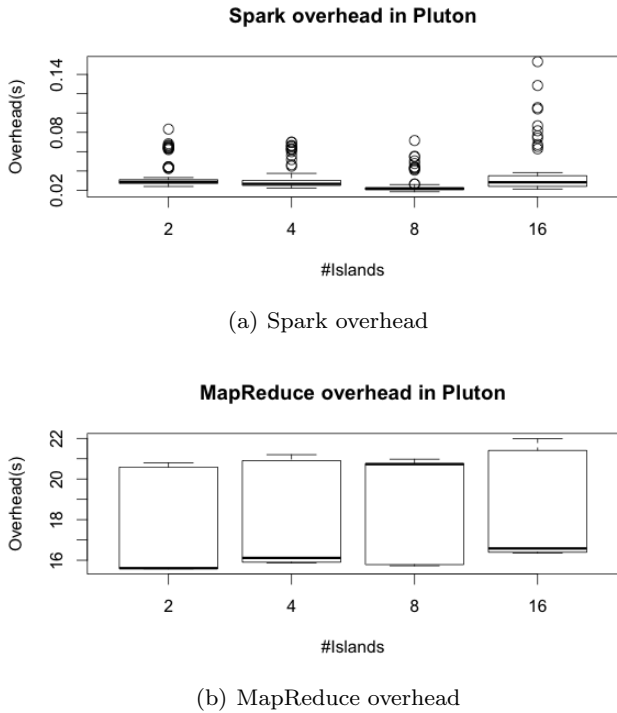 Spark overhead in Pluton
Overhead(s)
0.14
0.08
0.02
2 4 8 16
#Islands
(a) Spark overhead
MapReduce overhead in Pluton
Overhead(s)
22
20
18
16
2 4 8 16
#Islands
(b) MapReduce overhead